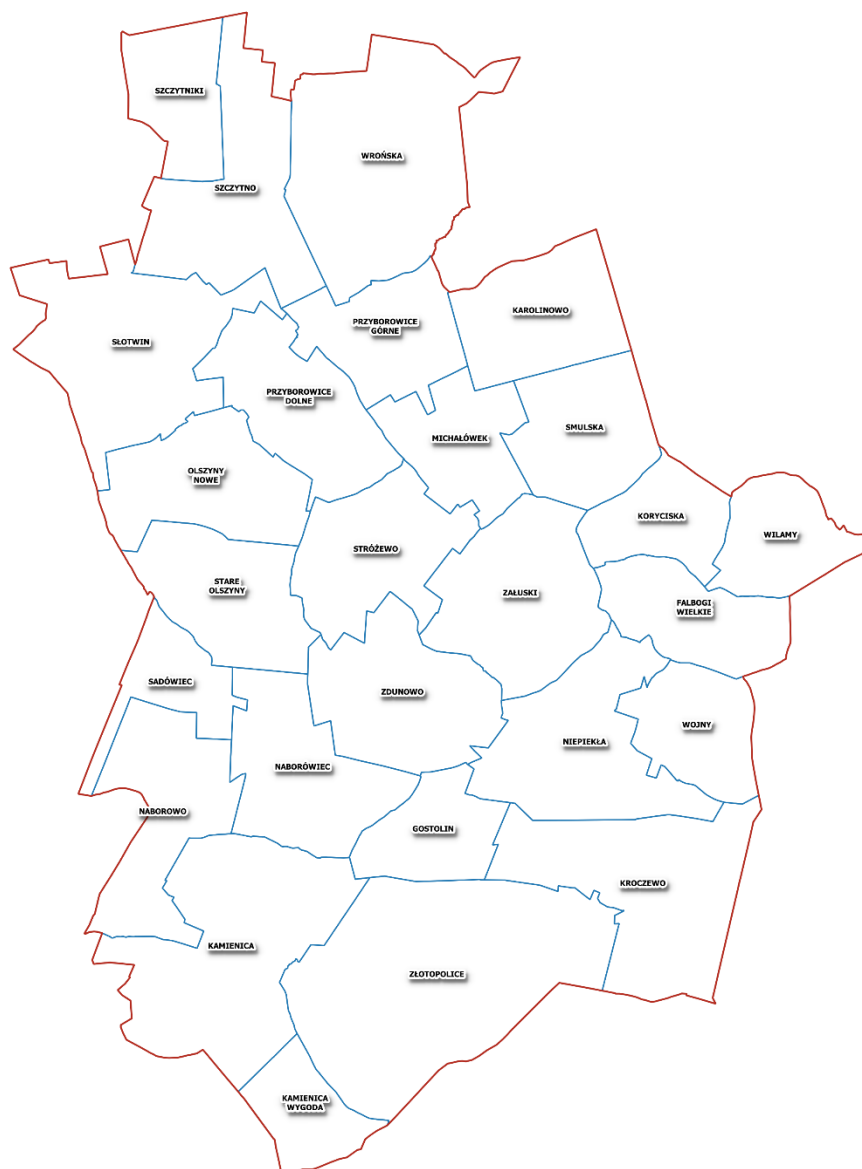 SZCZYTNIKI
WROŃSKA
SZCZYTNO
KAROLINOWO
PRZYBOROWICE
GÓRNE
SŁOTWIN
PRZYBOROWICE
DOLNE
SMULSKA
MICHAŁÓWEK
OLSZYNY
NOWE
KORYCISKA
WILAMY
STRÓŻEWO
STARE
OLSZYNY
ZAŁUSKI
FALBOGI
WIELKIE
SADÓWIEC
ZDUNOWO
WOJNY
NIEPIEKŁA
NABORÓWIEC
NABOROWO
GOSTOLIN
KROCZEWO
KAMIENICA
ZŁOTOPOLICE
KAMIENICA
WYGODA